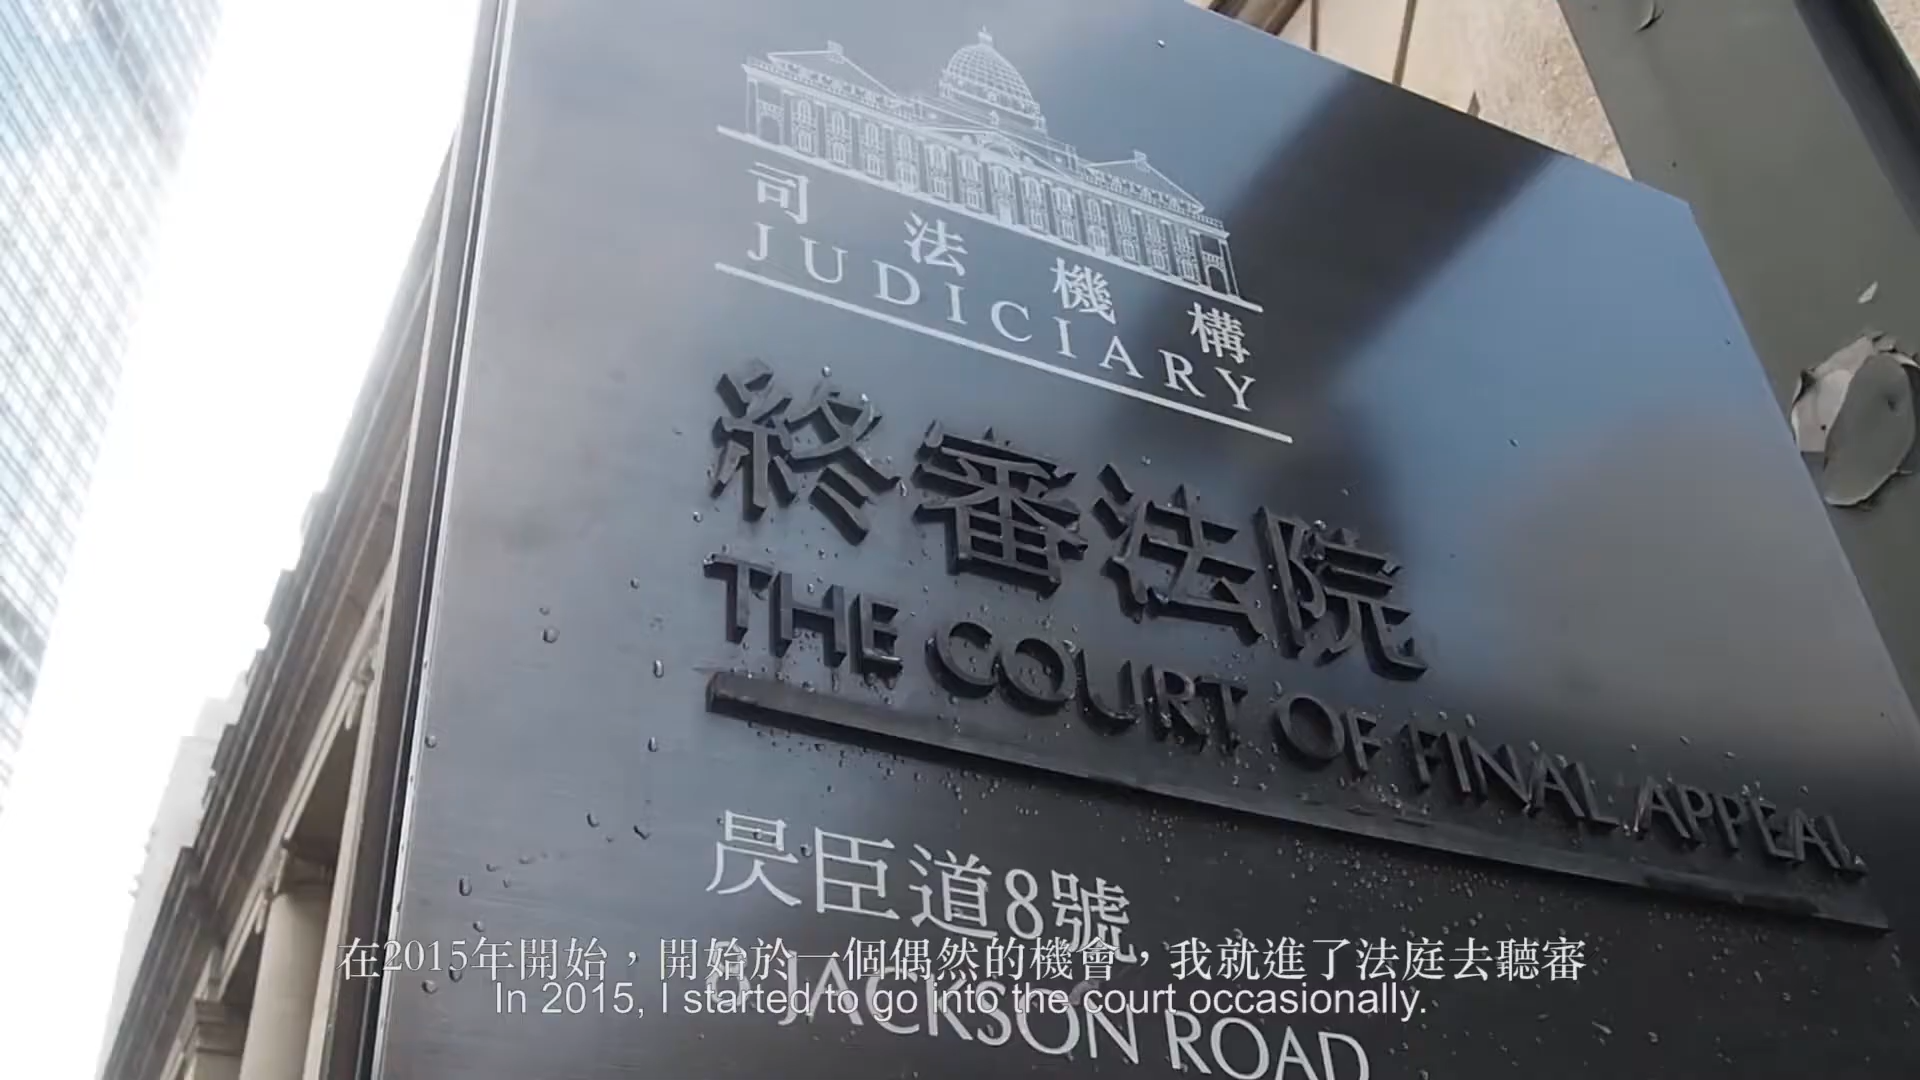 司法機構
JUDICIARY
終審法院
THE COURT OF FINAL APPEAL
昃臣道8號
8 JACKSON ROAD
在2015年開始，開始於一個偶然的機會，我就進了法庭去聽審
In 2015, I started to go into the court occasionally.